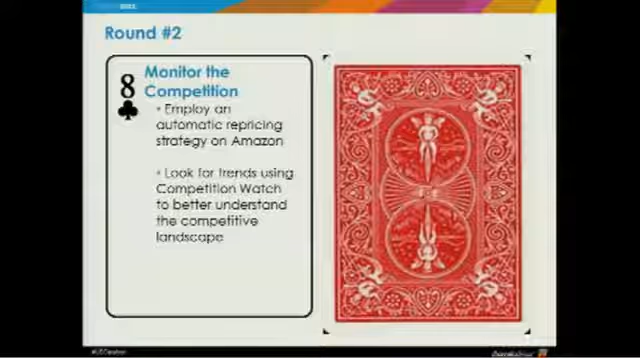 Round #2
8
Monitor the
Competition
• Employ an
automatic repricing
strategy on Amazon
• Look for trends using
Competition Watch
to better understand
the competitive
landscape